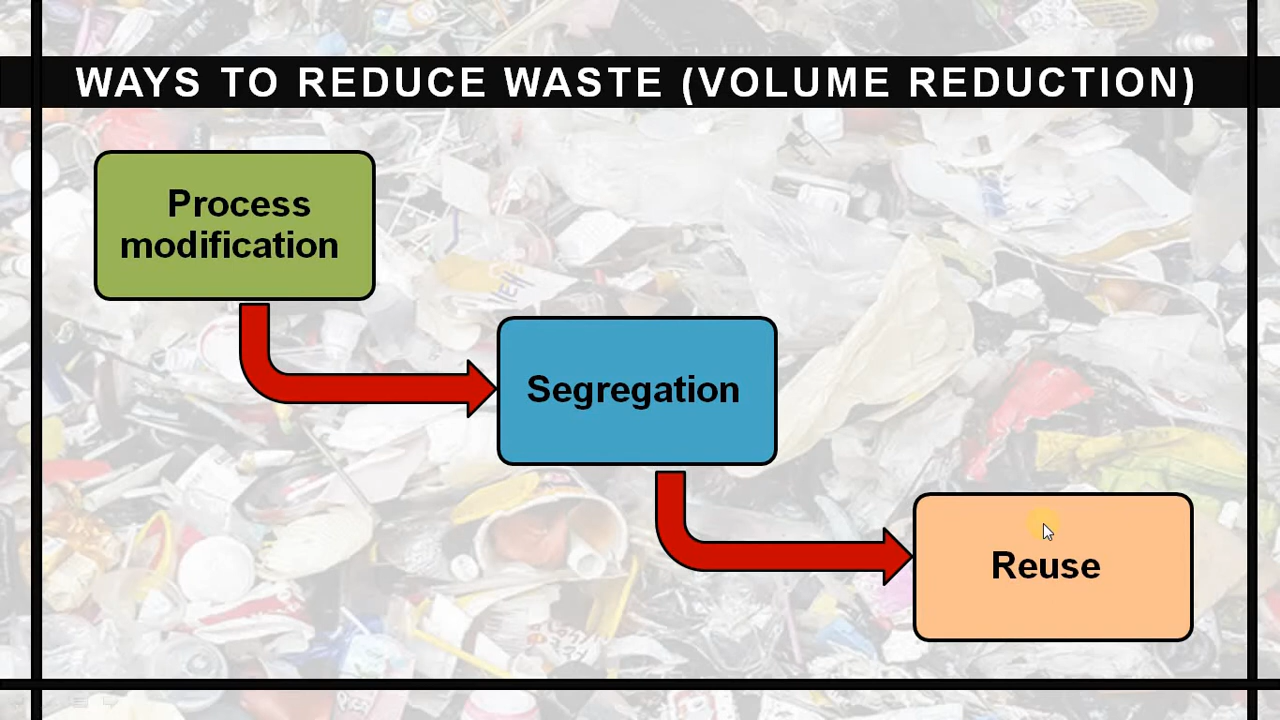 WAYS TO REDUCE WASTE (VOLUME REDUCTION)
Process
modification
Segregation
Reuse